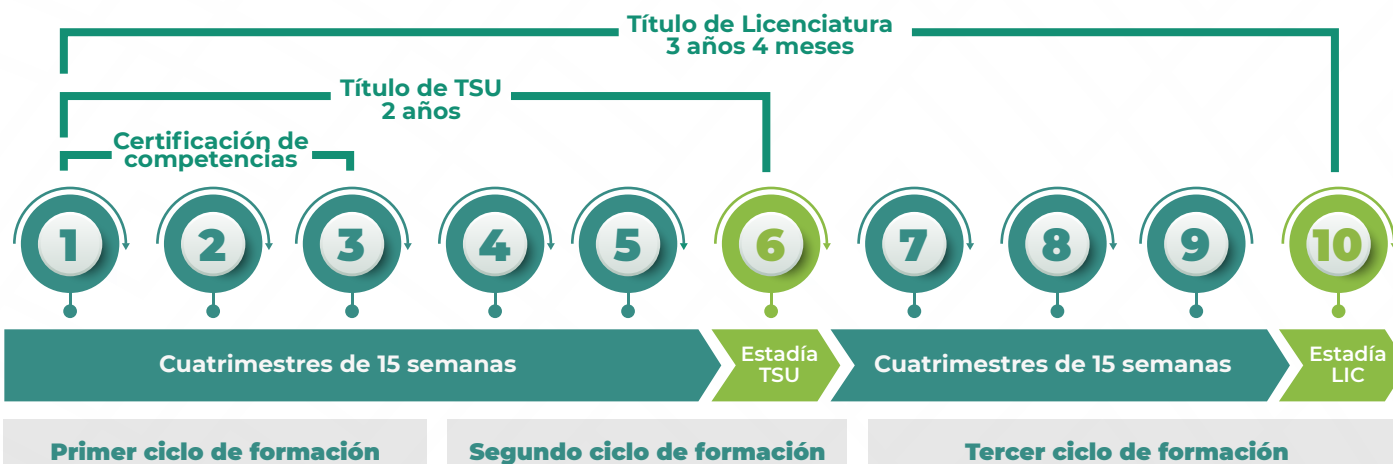 Título de Licenciatura
3 años 4 meses
Título de TSU
2 años
Certificación de
competencias
1 2 3 4 5 6 7 8 9 10
Cuatrimestres de 15 semanas
Estadía
TSU
Cuatrimestres de 15 semanas
Estadía
LIC
Primer ciclo de formación
Segundo ciclo de formación
Tercer ciclo de formación